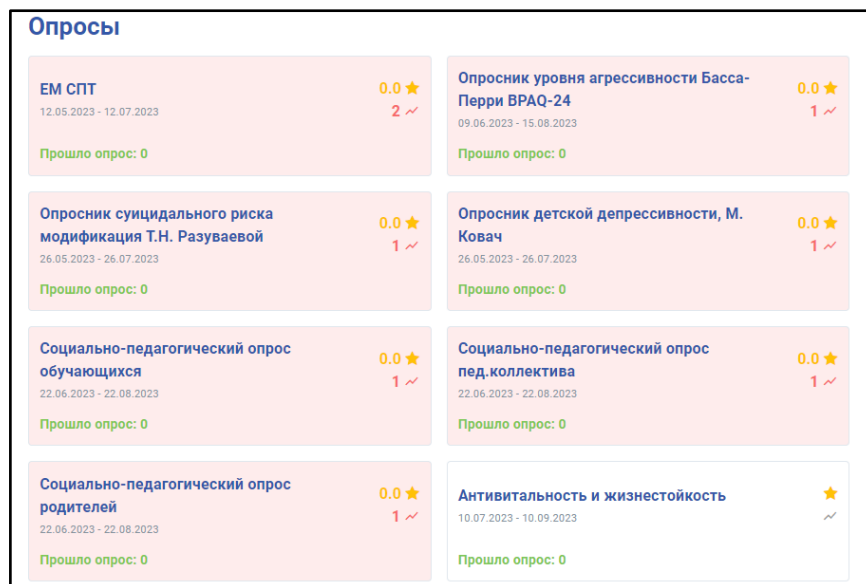 Опросы
ЕМ СПТ
12.05.2023 - 12.07.2023
0.0
2
Прошло опрос: 0
Опросник уровня агрессивности Басса-
Перри BPAQ-24
09.06.2023 - 15.08.2023
0.0
1
Прошло опрос: 0
Опросник суицидального риска
модификация Т.Н. Разуваевой
26.05.2023 - 26.07.2023
0.0
1
Прошло опрос: 0
Опросник детской депрессивности, М.
Ковач
26.05.2023 - 26.07.2023
0.0
1
Прошло опрос: 0
Социально-педагогический опрос
обучающихся
22.06.2023 - 22.08.2023
0.0
1
Прошло опрос: 0
Социально-педагогический опрос
пед.коллектива
22.06.2023 - 22.08.2023
0.0
1
Прошло опрос: 0
Социально-педагогический опрос
родителей
22.06.2023 - 22.08.2023
0.0
1
Прошло опрос: 0
Антивитальность и жизнестойкость
10.07.2023 - 10.09.2023
Прошло опрос: 0